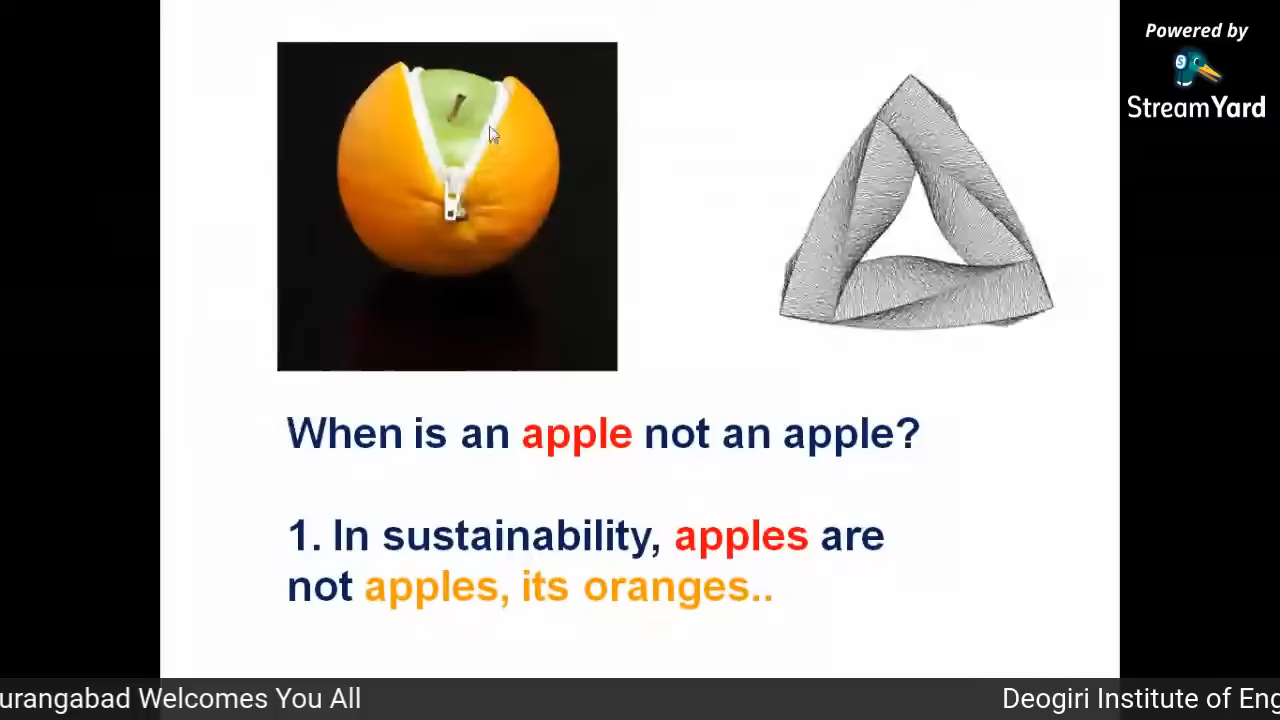 Powered by
StreamYard
When is an apple not an apple?
1. In sustainability, apples are
not apples, its oranges..
urangabad Welcomes You All
Deogiri Institute of Eng